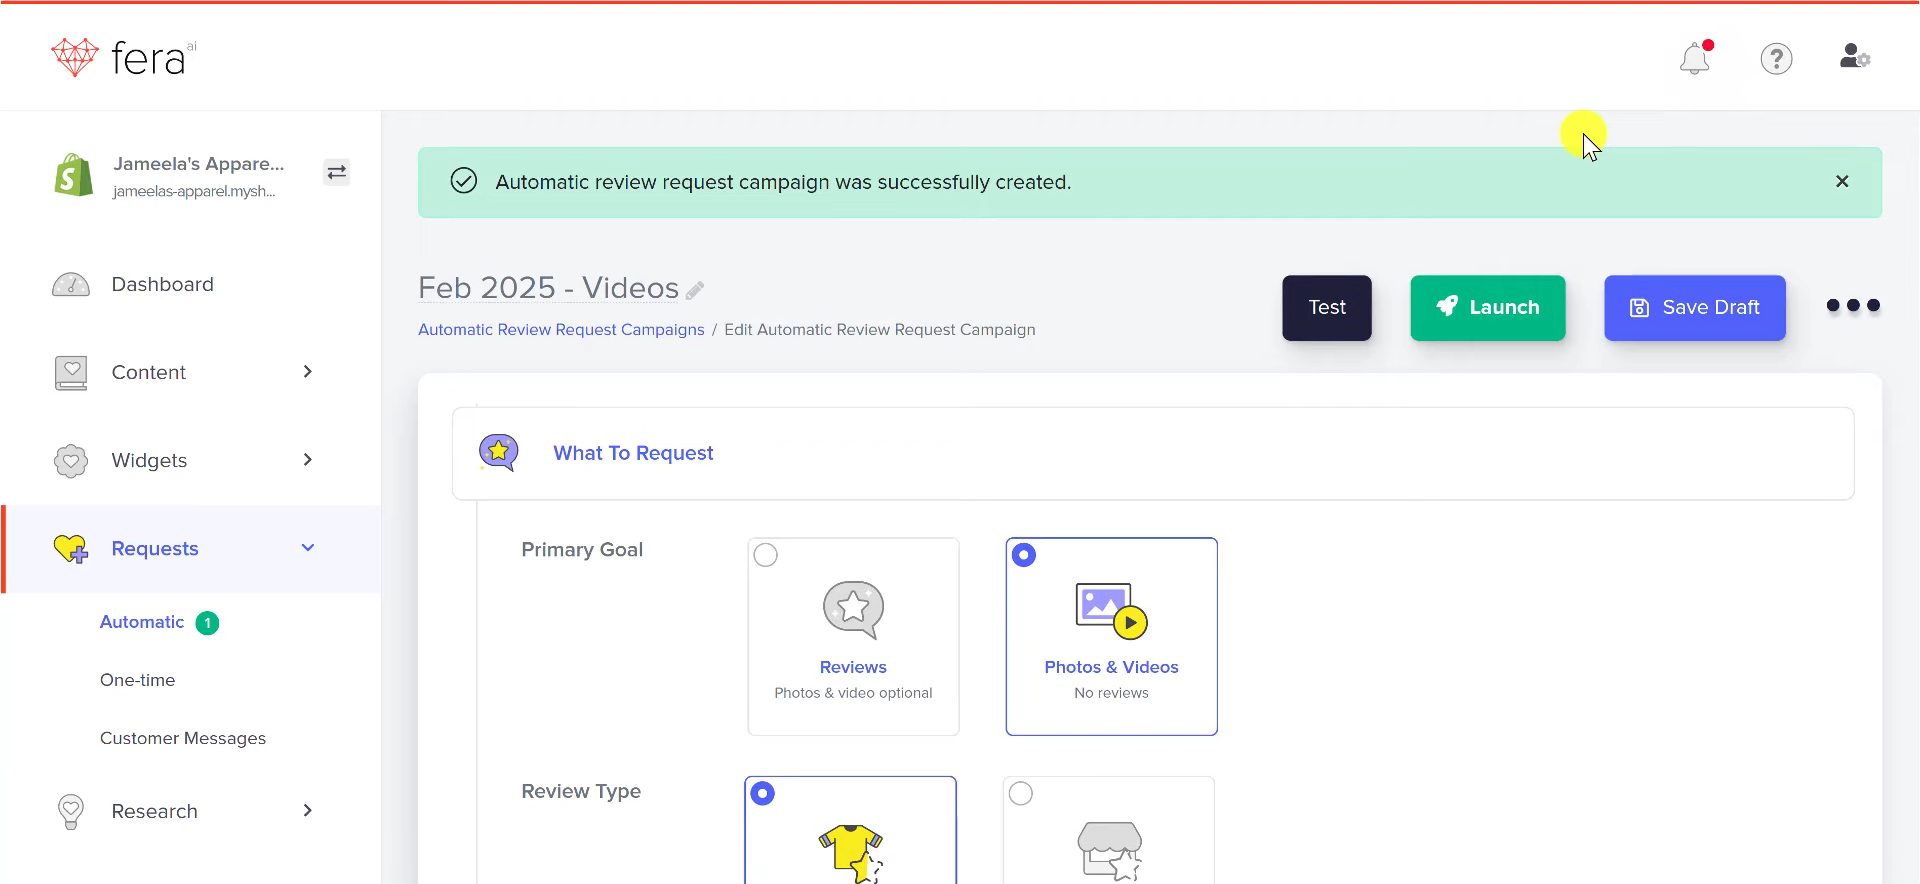 fera ai
Jameela's Appare...
jameelas-apparel.mysh...
Dashboard
Content
Widgets
Requests
Automatic 1
One-time
Customer Messages
Research
Automatic review request campaign was successfully created.
Feb 2025 - Videos
Automatic Review Request Campaigns / Edit Automatic Review Request Campaign
Test
Launch
Save Draft
What To Request
Primary Goal
Reviews
Photos & video optional
Photos & Videos
No reviews
Review Type